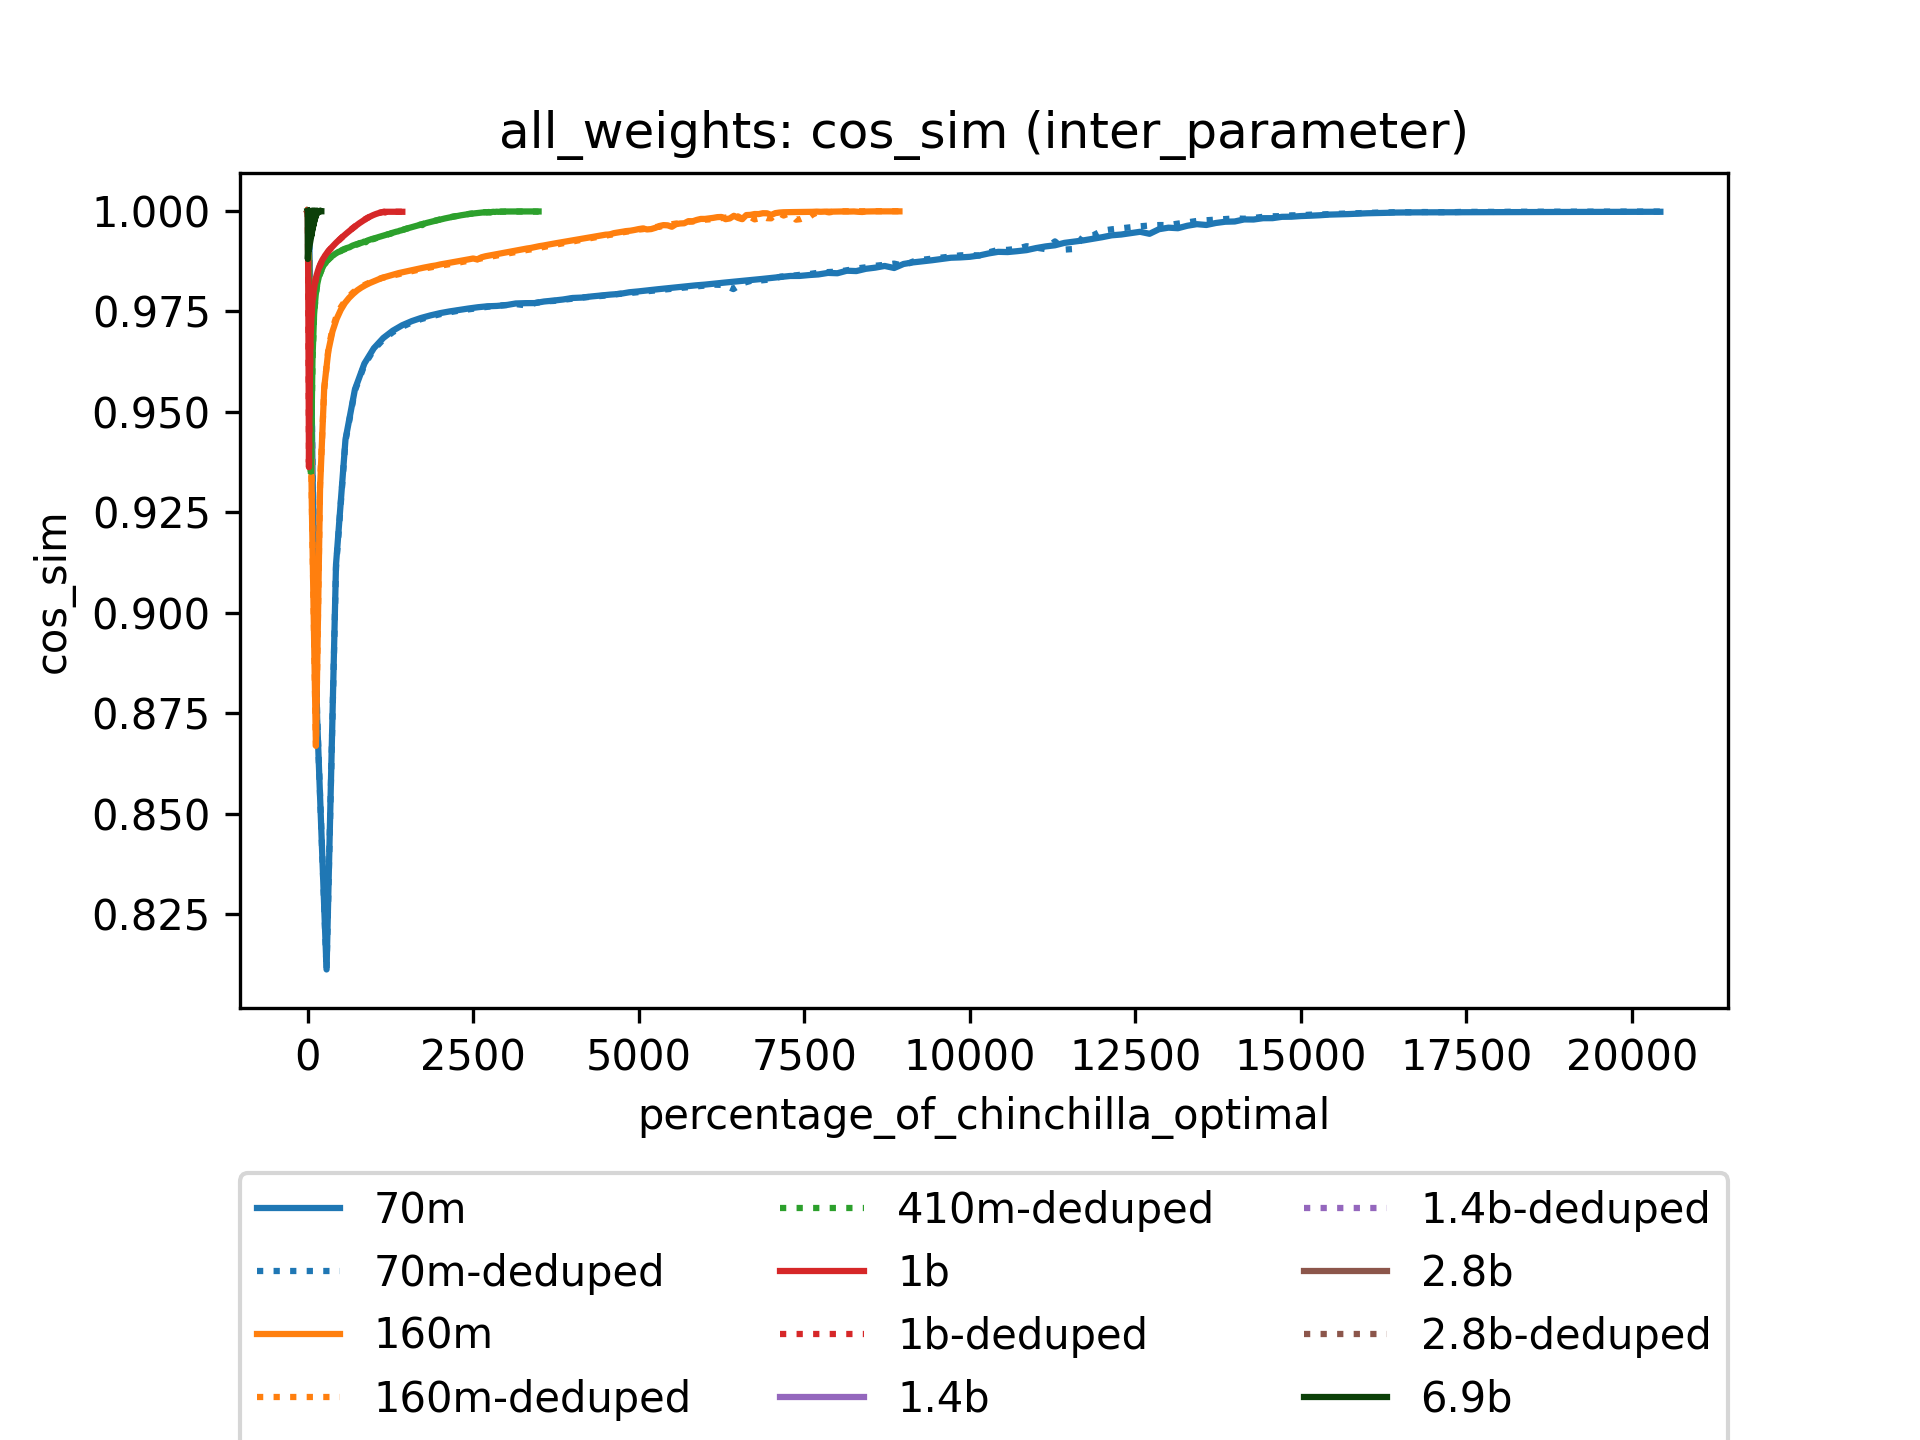 all_weights: cos_sim (inter_parameter)
1.000
0.975
0.950
0.925
0.900
0.875
0.850
0.825
cos_sim
0 2500 5000 7500 10000 12500 15000 17500 20000
percentage_of_chinchilla_optimal
70m
70m-deduped
160m
160m-deduped
410m-deduped
1b
1b-deduped
1.4b
1.4b-deduped
2.8b
2.8b-deduped
6.9b